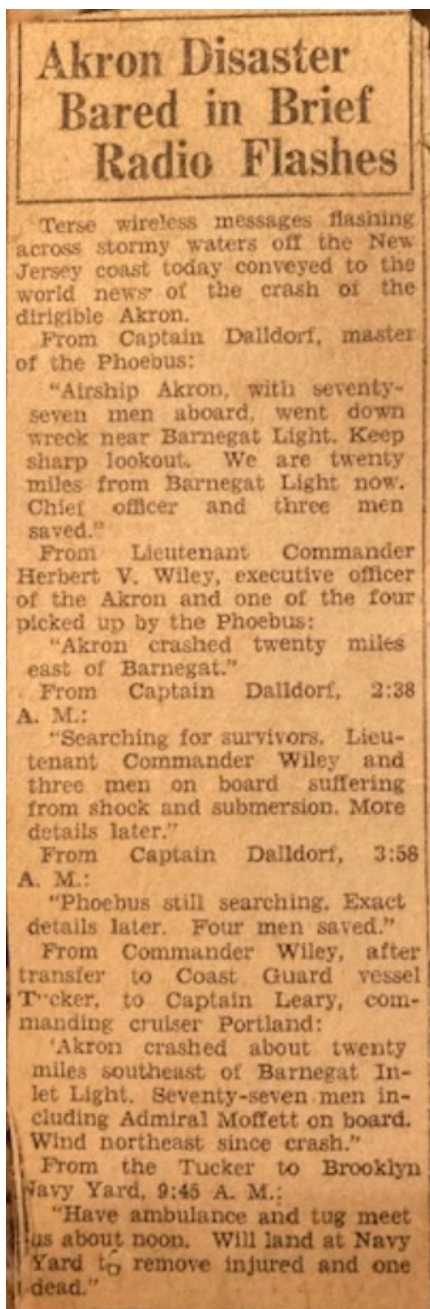 Akron Disaster
Bared in Brief
Radio Flashes
Terse wireless messages flashing
across stormy waters off the New
Jersey coast today conveyed to the
world news of the crash of the
dirigible Akron.
From Captain Dalldorf, master
of the Phoebus:
"Airship Akron, with seventy-
seven men aboard, went down
wreck near Barnegat Light. Keep
sharp lookout. We are twenty
miles from Barnegat Light now.
Chief officer and three men
saved."
From Lieutenant Commander
Herbert V. Wiley, executive officer
of the Akron and one of the four
picked up by the Phoebus:
"Akron crashed twenty miles
east of Barnegat."
From Captain Dalldorf, 2:38
A. M.:
"Searching for survivors. Lieu-
tenant Commander Wiley and
three men on board suffering
from shock and submersion. More
details later."
From Captain Dalldorf, 3:58
A. M.:
"Phoebus still searching. Exact
details later. Four men saved."
From Commander Wiley, after
transfer to Coast Guard vessel
Tucker, to Captain Leary, com-
manding cruiser Portland:
'Akron crashed about twenty
miles southeast of Barnegat In-
let Light. Seventy-seven men in-
cluding Admiral Moffett on board.
Wind northeast since crash."
From the Tucker to Brooklyn
Navy Yard, 9:45 A. M.:
"Have ambulance and tug meet
us about noon. Will land at Navy
Yard to remove injured and one
dead."